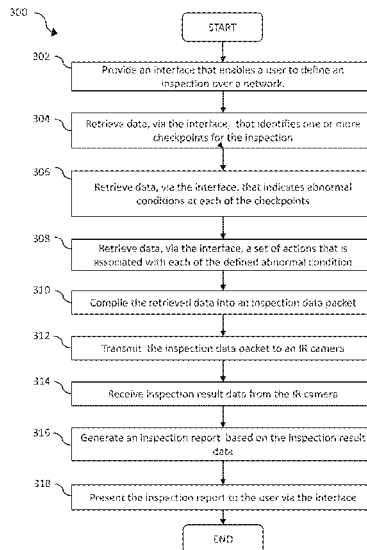 300
START
302
Provide an interface that enables a user to define an
inspection over a network.
304
Retrieve data, via the interface, that identifies one or more
checkpoints for the inspection
306
Retrieve data, via the interface, that indicates abnormal
conditions at each of the checkpoints
308
Retrieve data, via the interface, a set of actions that is
associated with each of the defined abnormal condition
310
Compile the retrieved data into an inspection data packet
312
Transmit the inspection data packet to an IR camera
314
Receive inspection result data from the IR camera
316
Generate an inspection report based on the inspection result
data
318
Present the inspection report to the user via the interface
END